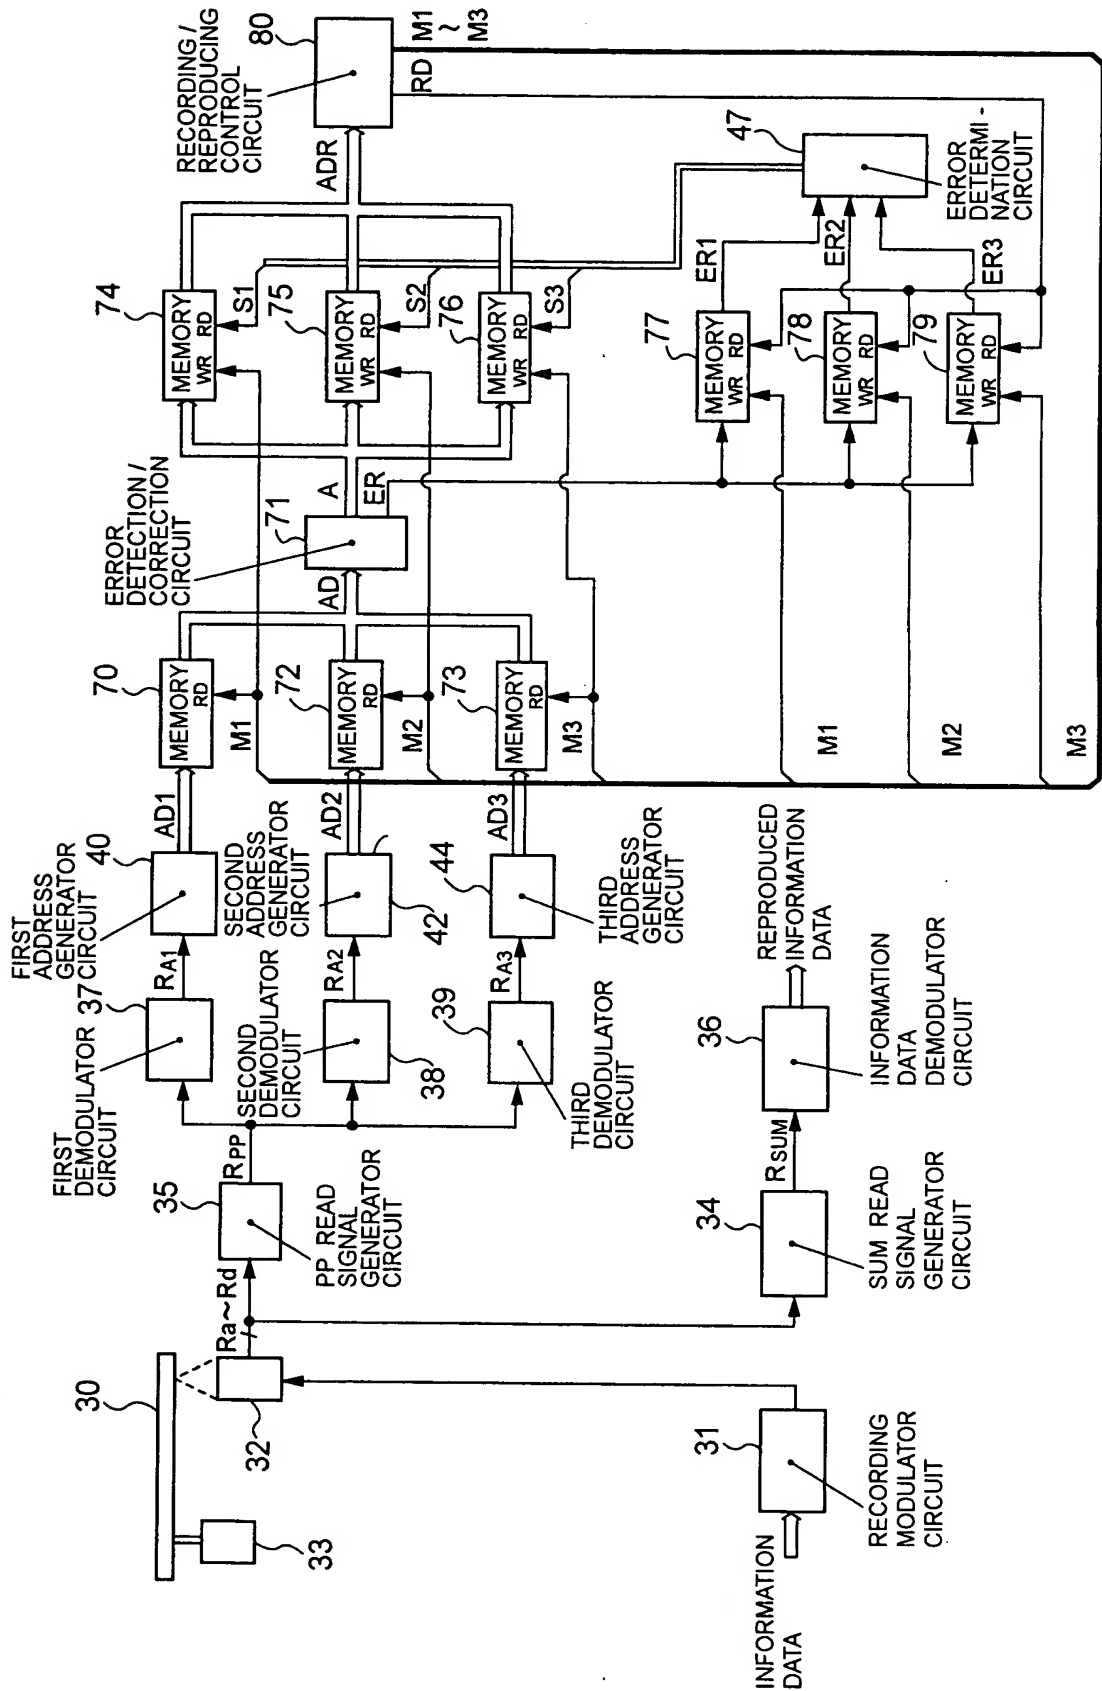 30
33
32
Ra~Rd
35
PP READ
SIGNAL
GENERATOR
CIRCUIT
RPP
FIRST
DEMODULATOR
CIRCUIT
37
SECOND
DEMODULATOR
CIRCUIT
38
39
THIRD
DEMODULATOR
CIRCUIT
RA1
RA2
RA3
FIRST
ADDRESS
GENERATOR
CIRCUIT
40
SECOND
ADDRESS
GENERATOR
CIRCUIT
42
44
THIRD
ADDRESS
GENERATOR
CIRCUIT
AD1
AD2
AD3
70
MEMORY
RD
M1
72
MEMORY
RD
M2
73
MEMORY
RD
M3
AD
ERROR
DETECTION /
CORRECTION
CIRCUIT
71
A
ER
74
MEMORY
WR RD
S1
75
MEMORY
WR RD
S2
76
MEMORY
WR RD
S3
ADR
RECORDING /
REPRODUCING
CONTROL
CIRCUIT
80
RD
M1
~
M3
77
MEMORY
WR RD
78
MEMORY
WR RD
79
MEMORY
WR RD
ER1
ER2
ER3
47
ERROR
DETERMI -
NATION
CIRCUIT
M1
M2
M3
INFORMATION
DATA
31
RECORDING
MODULATOR
CIRCUIT
34
SUM READ
SIGNAL
GENERATOR
CIRCUIT
RSUM
36
INFORMATION
DATA
DEMODULATOR
CIRCUIT
REPRODUCED
INFORMATION
DATA